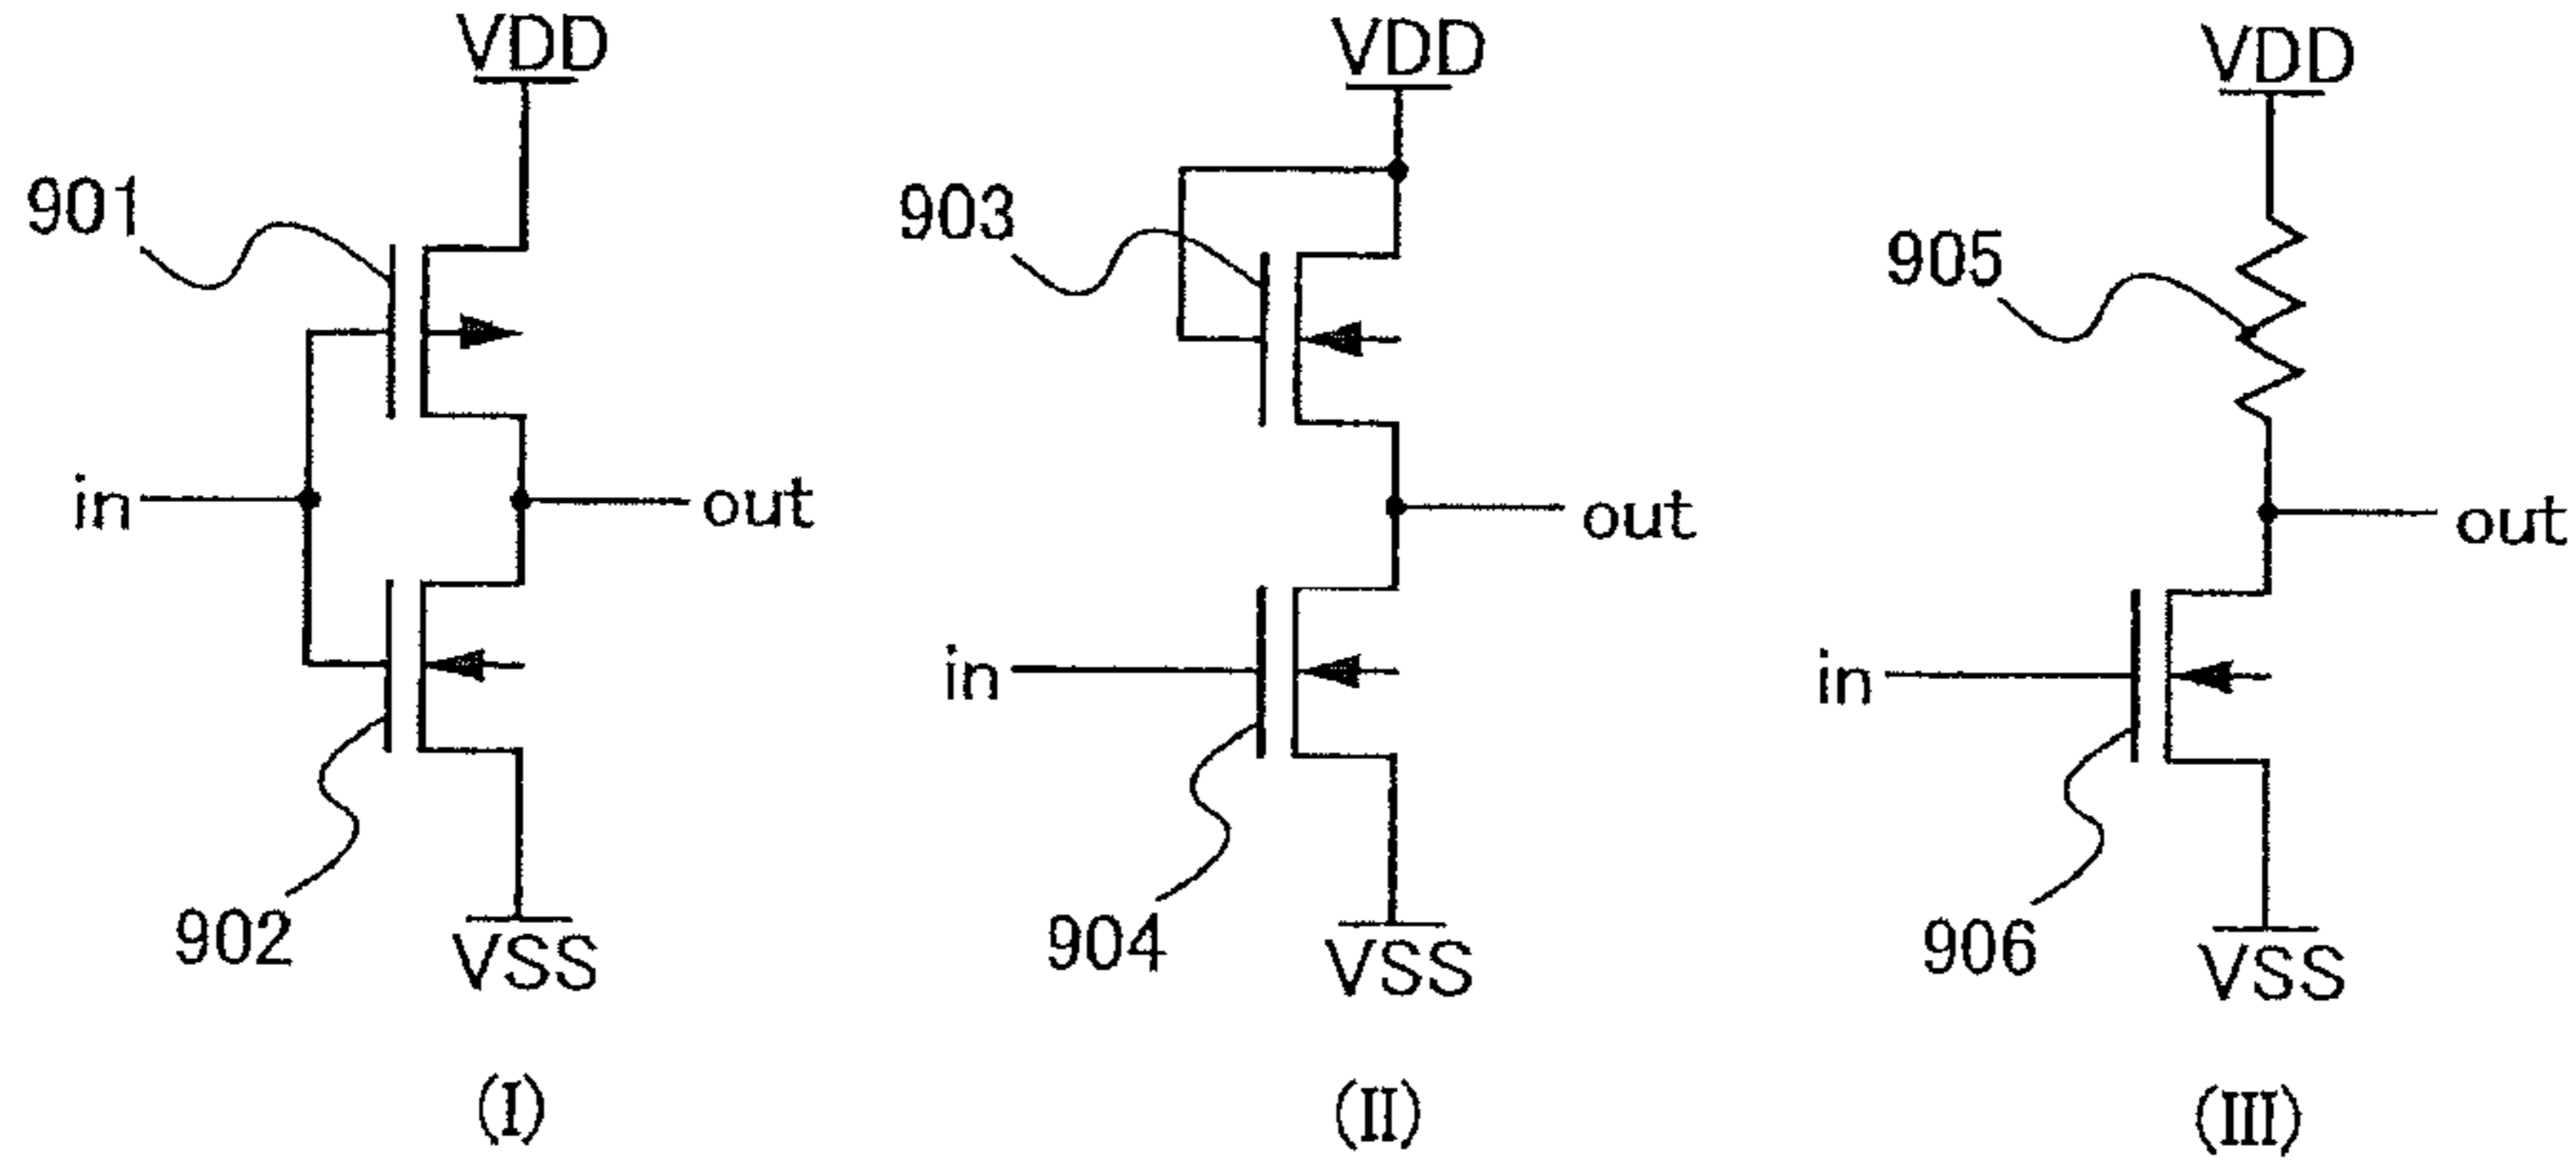 VDD
901
in
out
902
VSS
(I)
VDD
903
out
in
904
VSS
(II)
VDD
905
out
in
906
VSS
(III)